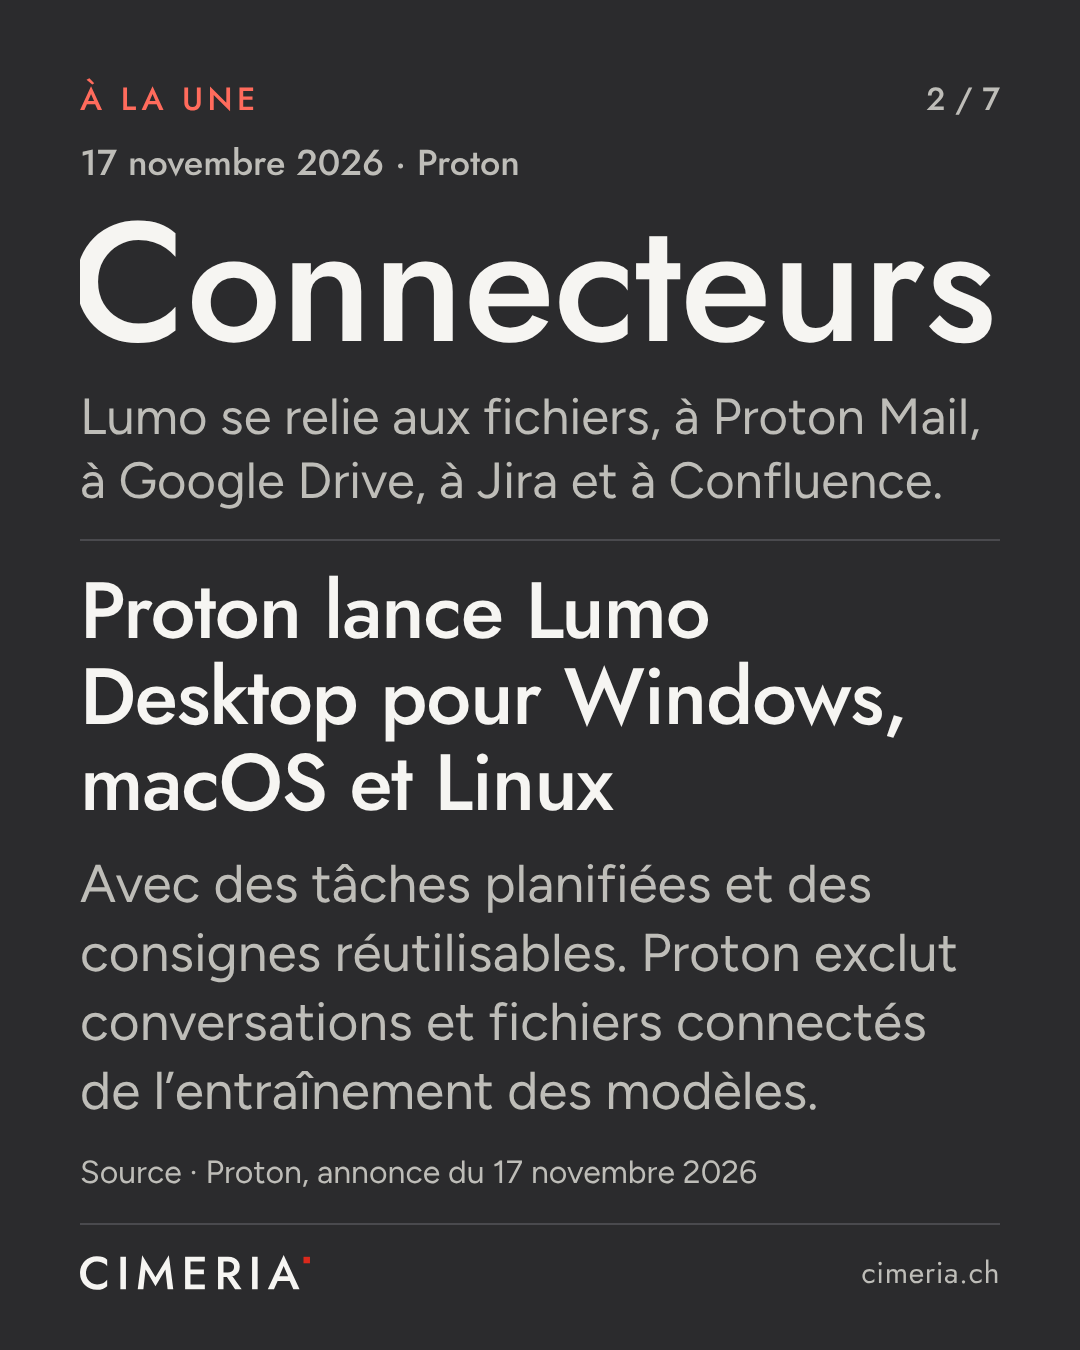 À LA UNE
2 / 7
17 novembre 2026 · Proton
Connecteurs
Lumo se relie aux fichiers, à Proton Mail,
à Google Drive, à Jira et à Confluence.
Proton lance Lumo
Desktop pour Windows,
macOS et Linux
Avec des tâches planifiées et des
consignes réutilisables. Proton exclut
conversations et fichiers connectés
de l’entraînement des modèles.
Source · Proton, annonce du 17 novembre 2026
CIMERIA
cimeria.ch